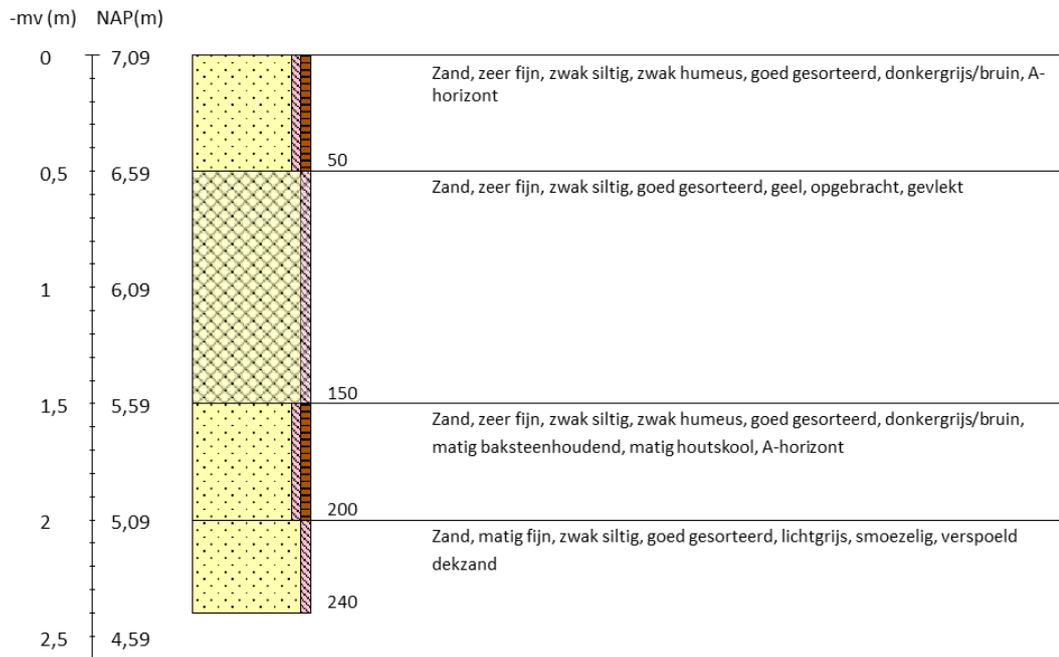 -mv (m) NAP(m)
0 7,09
Zand, zeer fijn, zwak siltig, zwak humeus, goed gesorteerd, donkergrijs/bruin, A-
horizont
50
0,5 6,59
Zand, zeer fijn, zwak siltig, goed gesorteerd, geel, opgebracht, gevlekt
1 6,09
150
1,5 5,59
Zand, zeer fijn, zwak siltig, zwak humeus, goed gesorteerd, donkergrijs/bruin,
matig baksteenhoudend, matig houtskool, A-horizont
200
2 5,09
Zand, matig fijn, zwak siltig, goed gesorteerd, lichtgrijs, smoezelig, verspoeld
dekzand
240
2,5 4,59